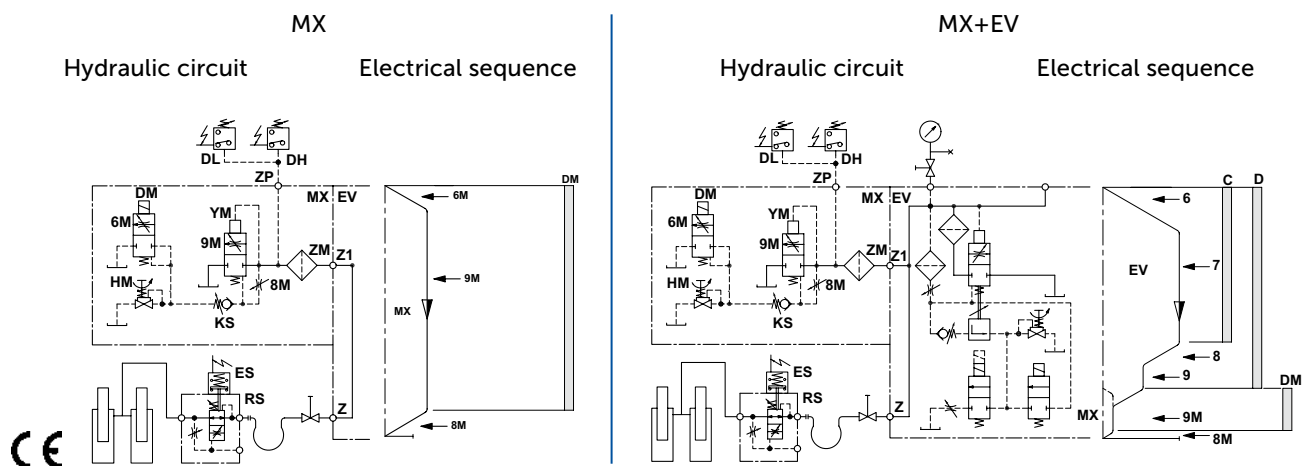 MX
Hydraulic circuit
Electrical sequence
DL
DH
ZP
DM
6M
YM
9M
MX
EV
ZM
Z1
HM
8M
KS
ES
RS
Z
DM
6M
9M
MX
8M
CE
MX+EV
Hydraulic circuit
Electrical sequence
DL
DH
ZP
DM
6M
YM
9M
MX
EV
ZM
Z1
HM
8M
KS
ES
RS
Z
C
D
6
EV
7
8
9
DM
MX
9M
8M